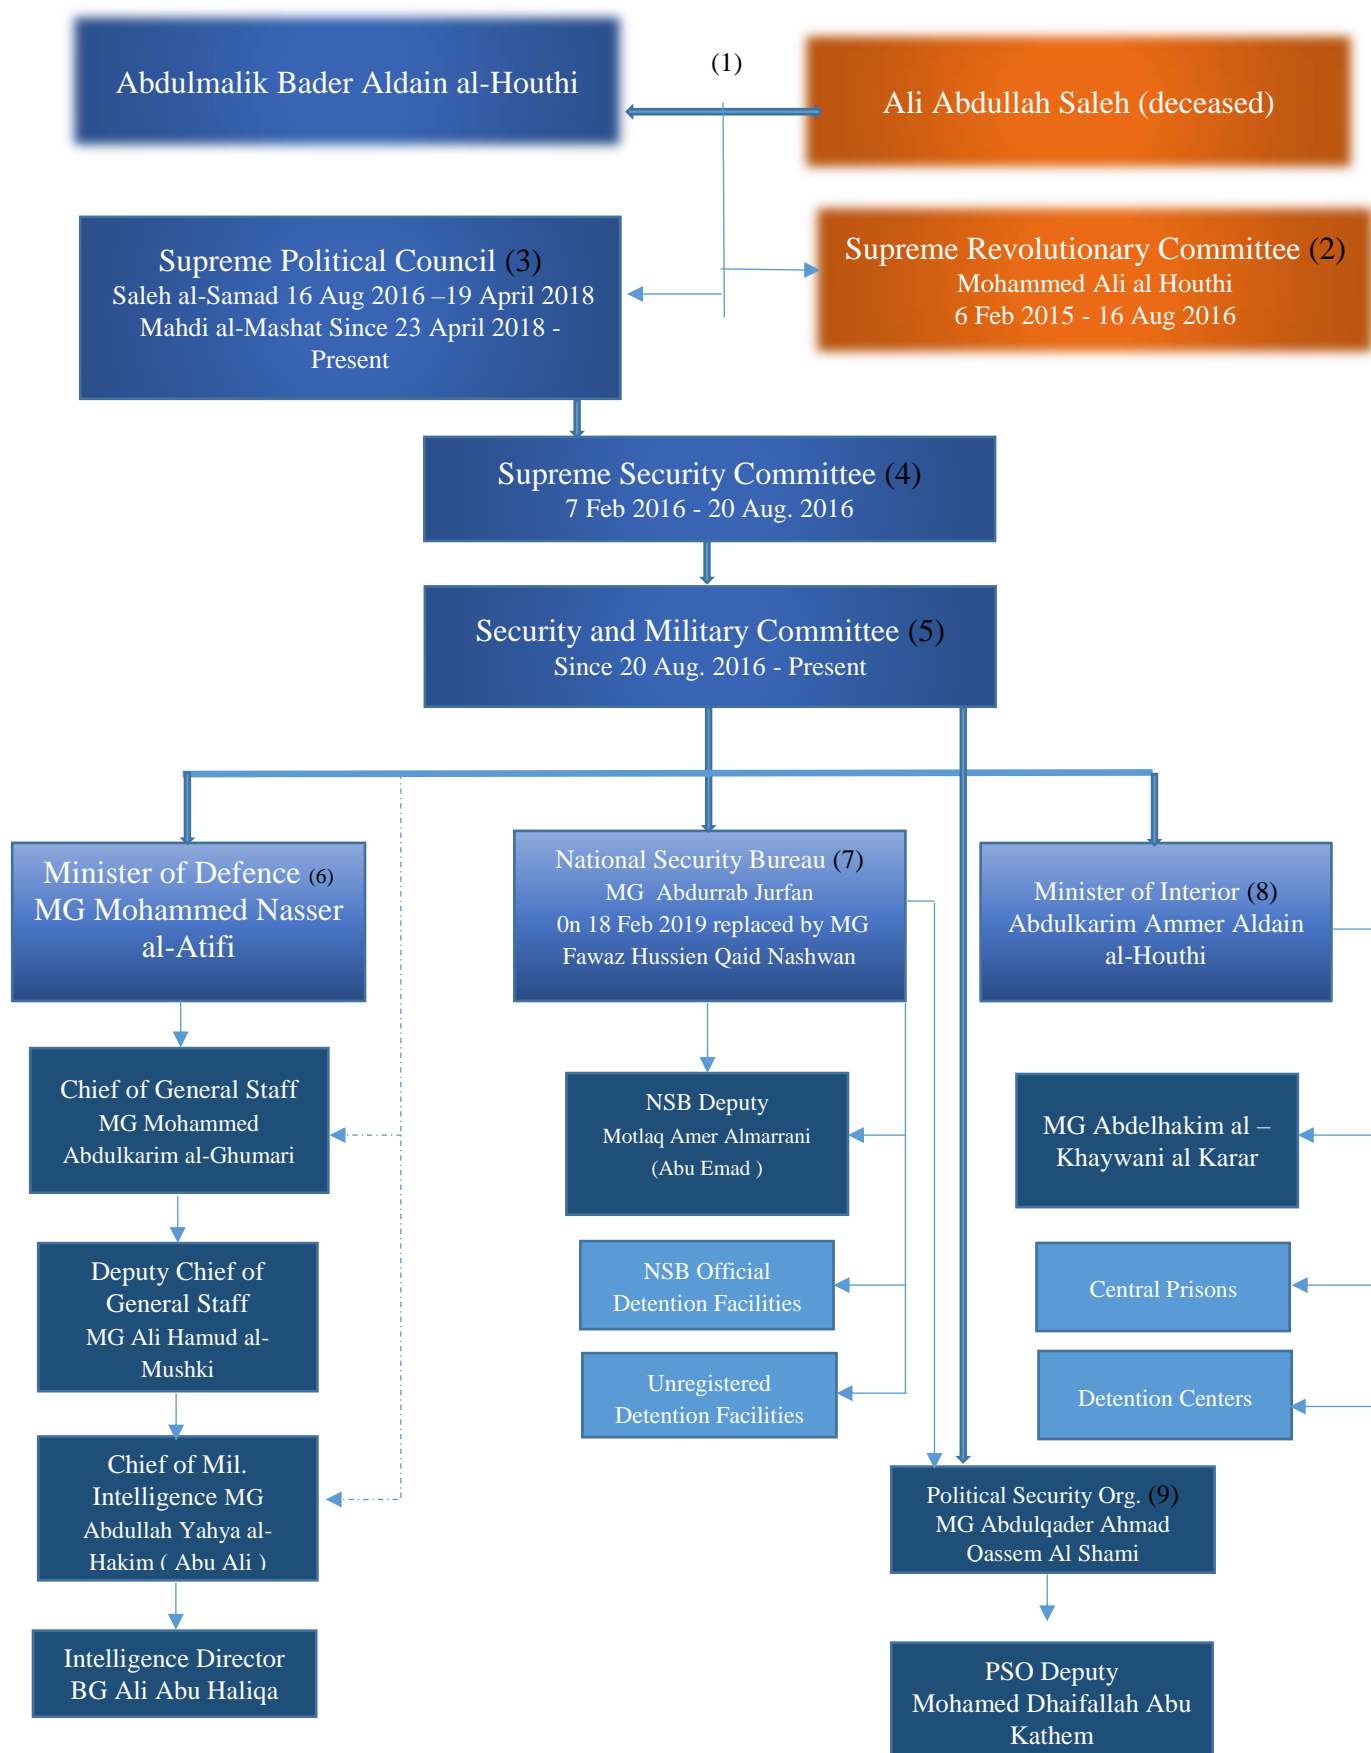 Abdulmalik Bader Aldain al-Houthi
(1)
Ali Abdullah Saleh (deceased)
Supreme Political Council (3)
Saleh al-Samad 16 Aug 2016 –19 April 2018
Mahdi al-Mashat Since 23 April 2018 -
Present
Supreme Revolutionary Committee (2)
Mohammed Ali al Houthi
6 Feb 2015 - 16 Aug 2016
Supreme Security Committee (4)
7 Feb 2016 - 20 Aug. 2016
Security and Military Committee (5)
Since 20 Aug. 2016 - Present
Minister of Defence (6)
MG Mohammed Nasser
al-Atifi
National Security Bureau (7)
MG Abdurrab Jurfan
0n 18 Feb 2019 replaced by MG
Fawaz Hussien Qaid Nashwan
Minister of Interior (8)
Abdulkarim Ammer Aldain
al-Houthi
Chief of General Staff
MG Mohammed
Abdulkarim al-Ghumari
NSB Deputy
Motlaq Amer Almarrani
(Abu Emad )
MG Abdelhakim al –
Khaywani al Karar
Deputy Chief of
General Staff
MG Ali Hamud al-
Mushki
NSB Official
Detention Facilities
Central Prisons
Unregistered
Detention Facilities
Detention Centers
Chief of Mil.
Intelligence MG
Abdullah Yahya al-
Hakim ( Abu Ali )
Political Security Org. (9)
MG Abdulqader Ahmad
Qassem Al Shami
Intelligence Director
BG Ali Abu Haliqa
PSO Deputy
Mohamed Dhaifallah Abu
Kathem